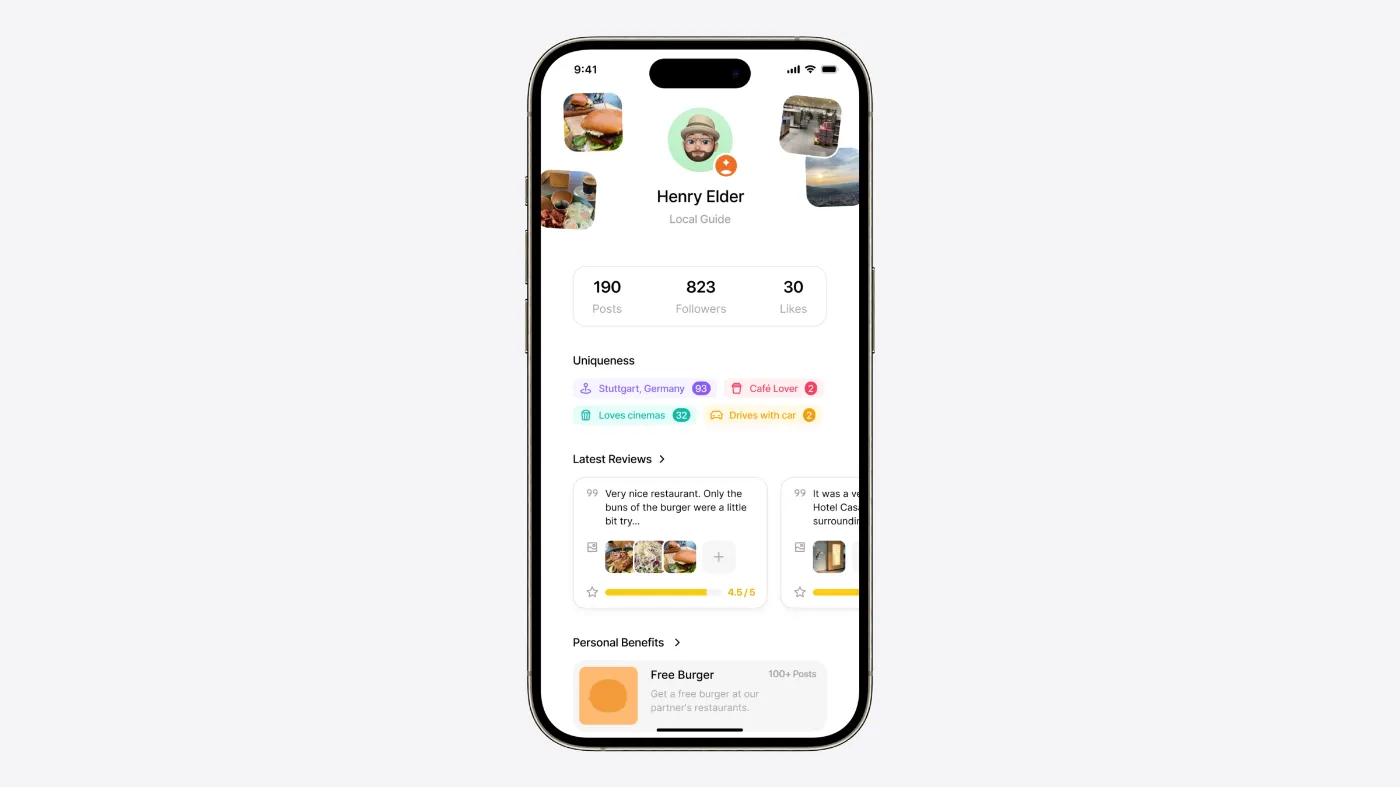 9:41
Henry Elder
Local Guide
190 823 30
Posts Followers Likes
Uniqueness
Stuttgart, Germany 93 Café Lover 2
Loves cinemas 32 Drives with car 2
Latest Reviews
Very nice restaurant. Only the
buns of the burger were a little
bit try...
4.5 / 5
It was a ve
Hotel Casa
surroundin
Personal Benefits
Free Burger 100+ Posts
Get a free burger at our
partner's restaurants.